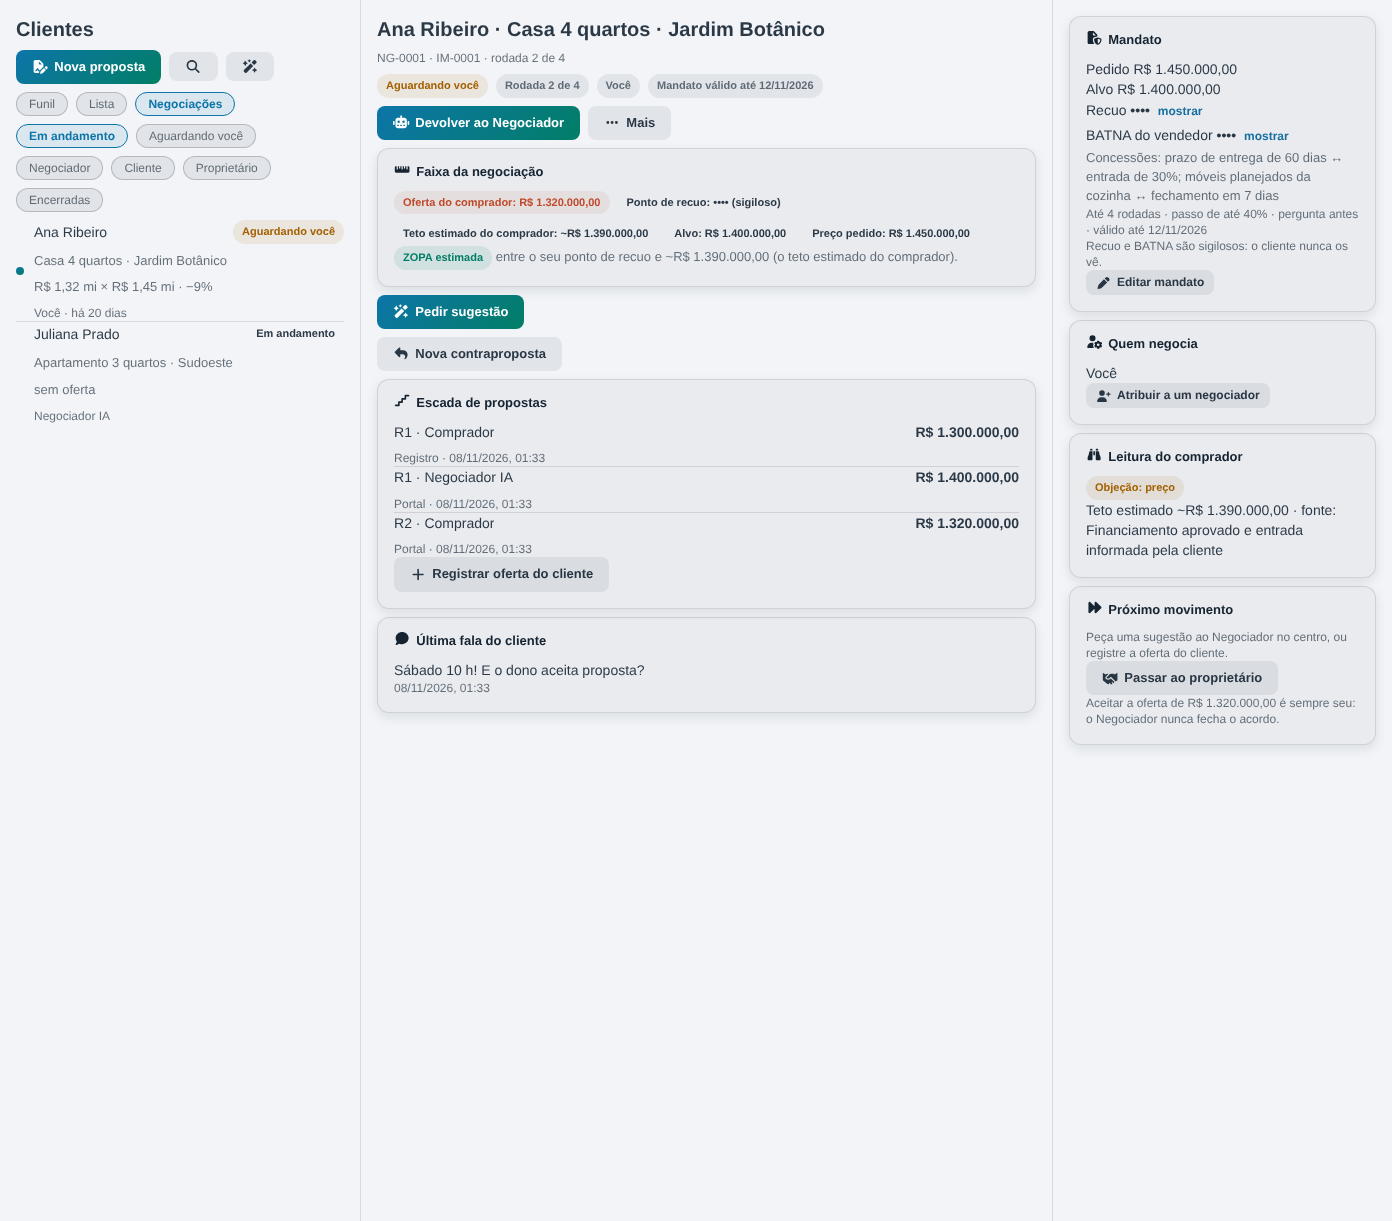 Clientes
Nova proposta
Funil
Lista
Negociações
Em andamento
Aguardando você
Negociador
Cliente
Proprietário
Encerradas
Ana Ribeiro
Aguardando você
Casa 4 quartos · Jardim Botânico
R$ 1,32 mi × R$ 1,45 mi · −9%
Você · há 20 dias
Juliana Prado
Em andamento
Apartamento 3 quartos · Sudoeste
sem oferta
Negociador IA
Ana Ribeiro · Casa 4 quartos · Jardim Botânico
NG-0001 · IM-0001 · rodada 2 de 4
Aguardando você
Rodada 2 de 4
Você
Mandato válido até 12/11/2026
Devolver ao Negociador
Mais
Faixa da negociação
Oferta do comprador: R$ 1.320.000,00
Ponto de recuo: •••• (sigiloso)
Teto estimado do comprador: ~R$ 1.390.000,00
Alvo: R$ 1.400.000,00
Preço pedido: R$ 1.450.000,00
ZOPA estimada entre o seu ponto de recuo e ~R$ 1.390.000,00 (o teto estimado do comprador).
Pedir sugestão
Nova contraproposta
Escada de propostas
R1 · Comprador
R$ 1.300.000,00
Registro · 08/11/2026, 01:33
R1 · Negociador IA
R$ 1.400.000,00
Portal · 08/11/2026, 01:33
R2 · Comprador
R$ 1.320.000,00
Portal · 08/11/2026, 01:33
Registrar oferta do cliente
Última fala do cliente
Sábado 10 h! E o dono aceita proposta?
08/11/2026, 01:33
Mandato
Pedido R$ 1.450.000,00
Alvo R$ 1.400.000,00
Recuo •••• mostrar
BATNA do vendedor •••• mostrar
Concessões: prazo de entrega de 60 dias ↔
entrada de 30%; móveis planejados da
cozinha ↔ fechamento em 7 dias
Até 4 rodadas · passo de até 40% · pergunta antes
· válido até 12/11/2026
Recuo e BATNA são sigilosos: o cliente nunca os
vê.
Editar mandato
Quem negocia
Você
Atribuir a um negociador
Leitura do comprador
Objeção: preço
Teto estimado ~R$ 1.390.000,00 · fonte:
Financiamento aprovado e entrada
informada pela cliente
Próximo movimento
Peça uma sugestão ao Negociador no centro, ou
registre a oferta do cliente.
Passar ao proprietário
Aceitar a oferta de R$ 1.320.000,00 é sempre seu:
o Negociador nunca fecha o acordo.